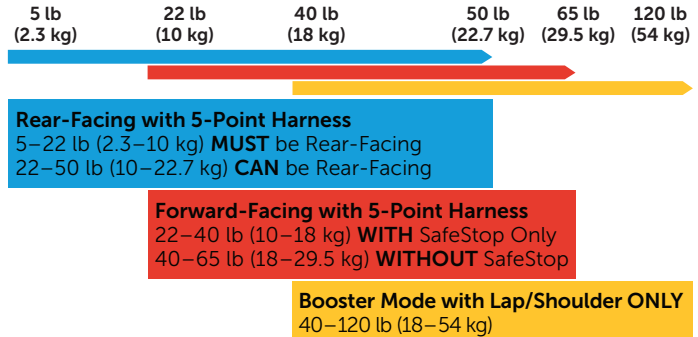 5 lb 22 lb 40 lb 50 lb 65 lb 120 lb
(2.3 kg) (10 kg) (18 kg) (22.7 kg) (29.5 kg) (54 kg)
Rear-Facing with 5-Point Harness
5–22 lb (2.3–10 kg) MUST be Rear-Facing
22–50 lb (10–22.7 kg) CAN be Rear-Facing
Forward-Facing with 5-Point Harness
22–40 lb (10–18 kg) WITH SafeStop Only
40–65 lb (18–29.5 kg) WITHOUT SafeStop
Booster Mode with Lap/Shoulder ONLY
40–120 lb (18–54 kg)